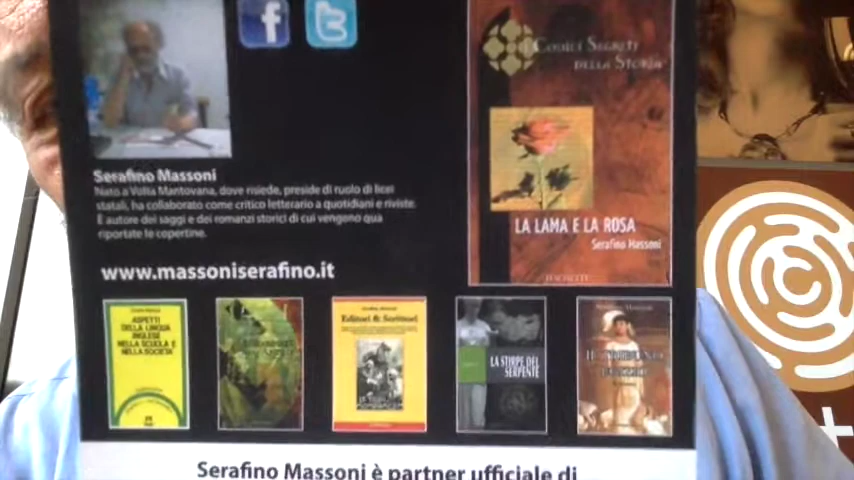 I Codici Segreti
della Storia
LA LAMA E LA ROSA
Serafino Massoni
HACHETTE
Serafino Massoni
Nato a Volta Mantovana, dove risiede, preside di ruolo di licei
statali, ha collaborato come critico letterario a quotidiani e riviste.
È autore dei saggi e dei romanzi storici di cui vengono qua
riportate le copertine.
www.massoniserafino.it
ASPETTI
DELLA LINGUA
INGLESE
NELLA SCUOLA E
NELLA SOCIETÀ
Editori & Scrittori
LA STIRPE DEL
SERPENTE
Serafino Massoni è partner ufficiale di